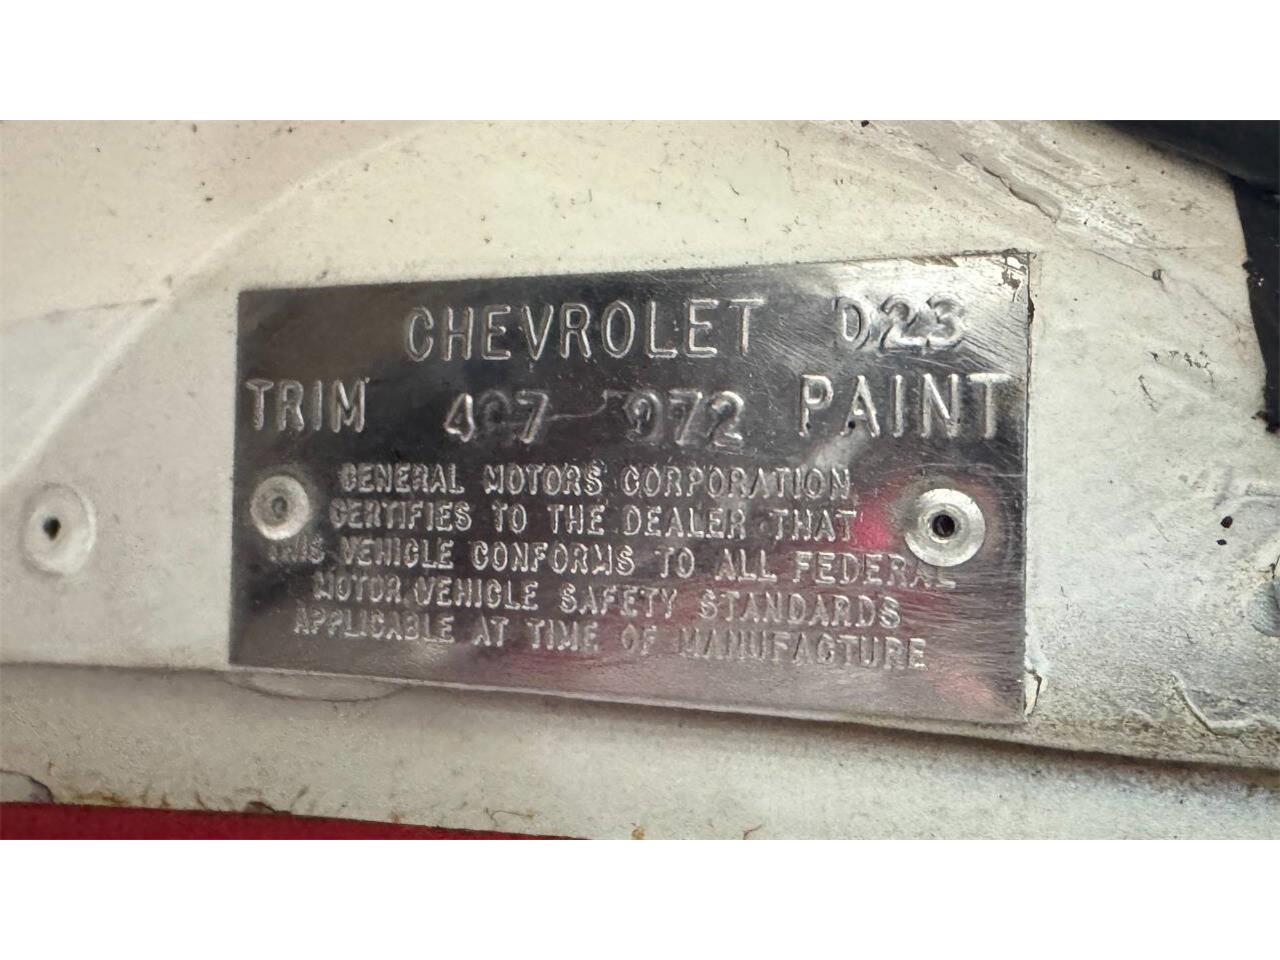 CHEVROLET D23
TRIM 407 972 PAINT
GENERAL MOTORS CORPORATION
CERTIFIES TO THE DEALER THAT
THIS VEHICLE CONFORMS TO ALL FEDERAL
MOTOR VEHICLE SAFETY STANDARDS
APPLICABLE AT TIME OF MANUFACTURE